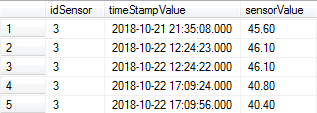 idSensor timeStampValue sensorValue
1 3 2018-10-21 21:35:08.000 45.60
2 3 2018-10-22 12:24:23.000 46.10
3 3 2018-10-22 12:24:22.000 46.10
4 3 2018-10-22 17:09:24.000 40.80
5 3 2018-10-22 17:09:56.000 40.40